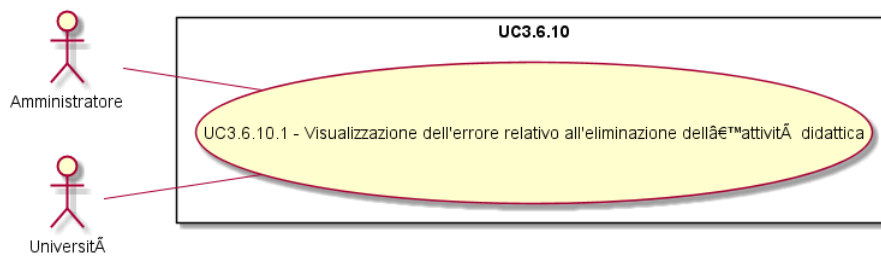 UC3.6.10
Amministratore
UC3.6.10.1 - Visualizzazione dell'errore relativo all'eliminazione dellâ€™attivitÃ  didattica
UniversitÃ